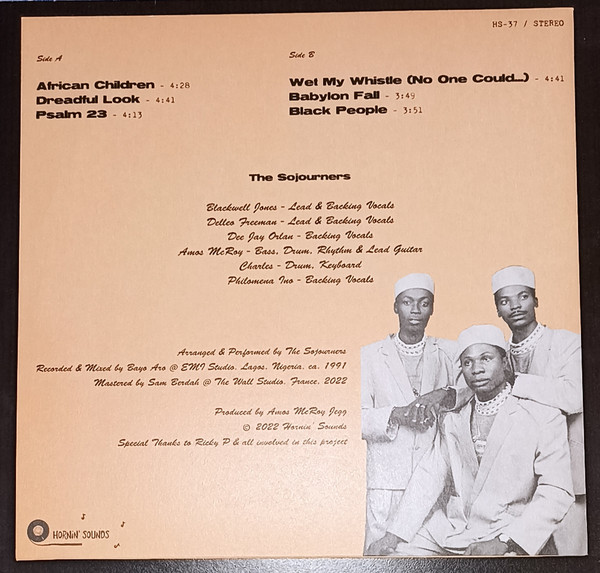 HS-37 / STEREO
Side A
African Children - 4:28
Dreadful Look - 4:41
Psalm 23 - 4:13
Side B
Wet My Whistle (No One Could...) - 4:41
Babylon Fall - 3:49
Black People - 3:51
The Sojourners
Blackwell Jones - Lead & Backing Vocals
Delleo Freeman - Lead & Backing Vocals
Dee Jay Orlan - Backing Vocals
Amos McRoy - Bass, Drum, Rhythm & Lead Guitar
Charles - Drum, Keyboard
Philomena Ino - Backing Vocals
Arranged & Performed by The Sojourners
Recorded & Mixed by Bayo Aro @ EMI Studio, Lagos, Nigeria, ca. 1991
Mastered by Sam Berdah @ The Wall Studio, France, 2022
Produced by Amos McRoy Jegg
© 2022 Hornin' Sounds
Special Thanks to Ricky P & all involved in this project
HORNIN' SOUNDS